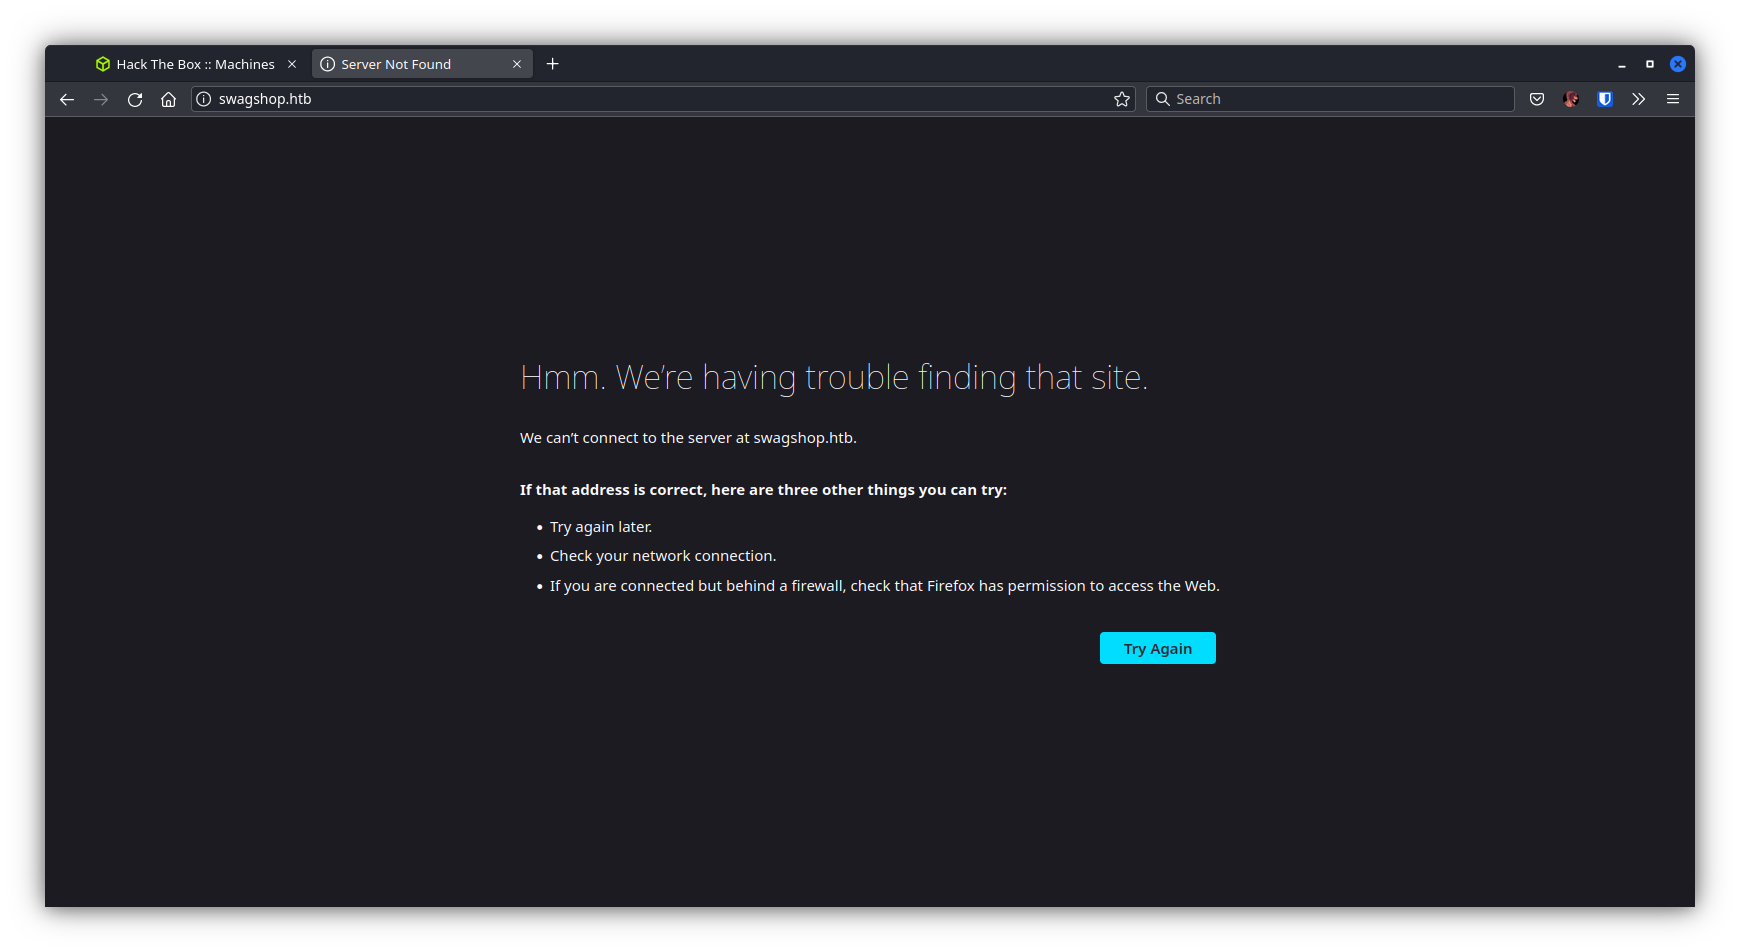 Hack The Box :: Machines
Server Not Found
swagshop.htb
Search
Hmm. We’re having trouble finding that site.
We can’t connect to the server at swagshop.htb.
If that address is correct, here are three other things you can try:
• Try again later.
• Check your network connection.
• If you are connected but behind a firewall, check that Firefox has permission to access the Web.
Try Again